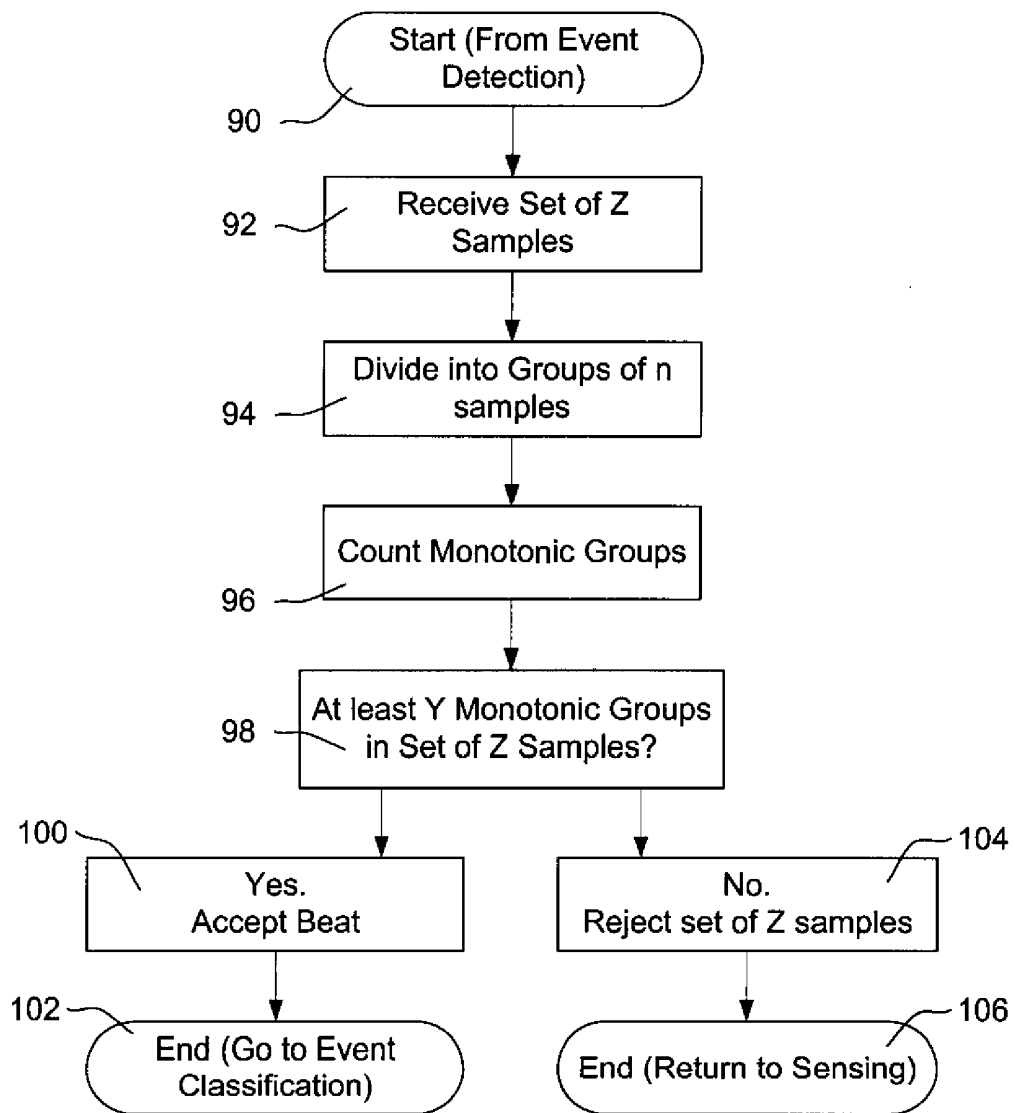 Start (From Event
Detection)
90
Receive Set of Z
Samples
92
Divide into Groups of n
samples
94
Count Monotonic Groups
96
At least Y Monotonic Groups
in Set of Z Samples?
98
100
Yes.
Accept Beat
104
No.
Reject set of Z samples
102
End (Go to Event
Classification)
106
End (Return to Sensing)